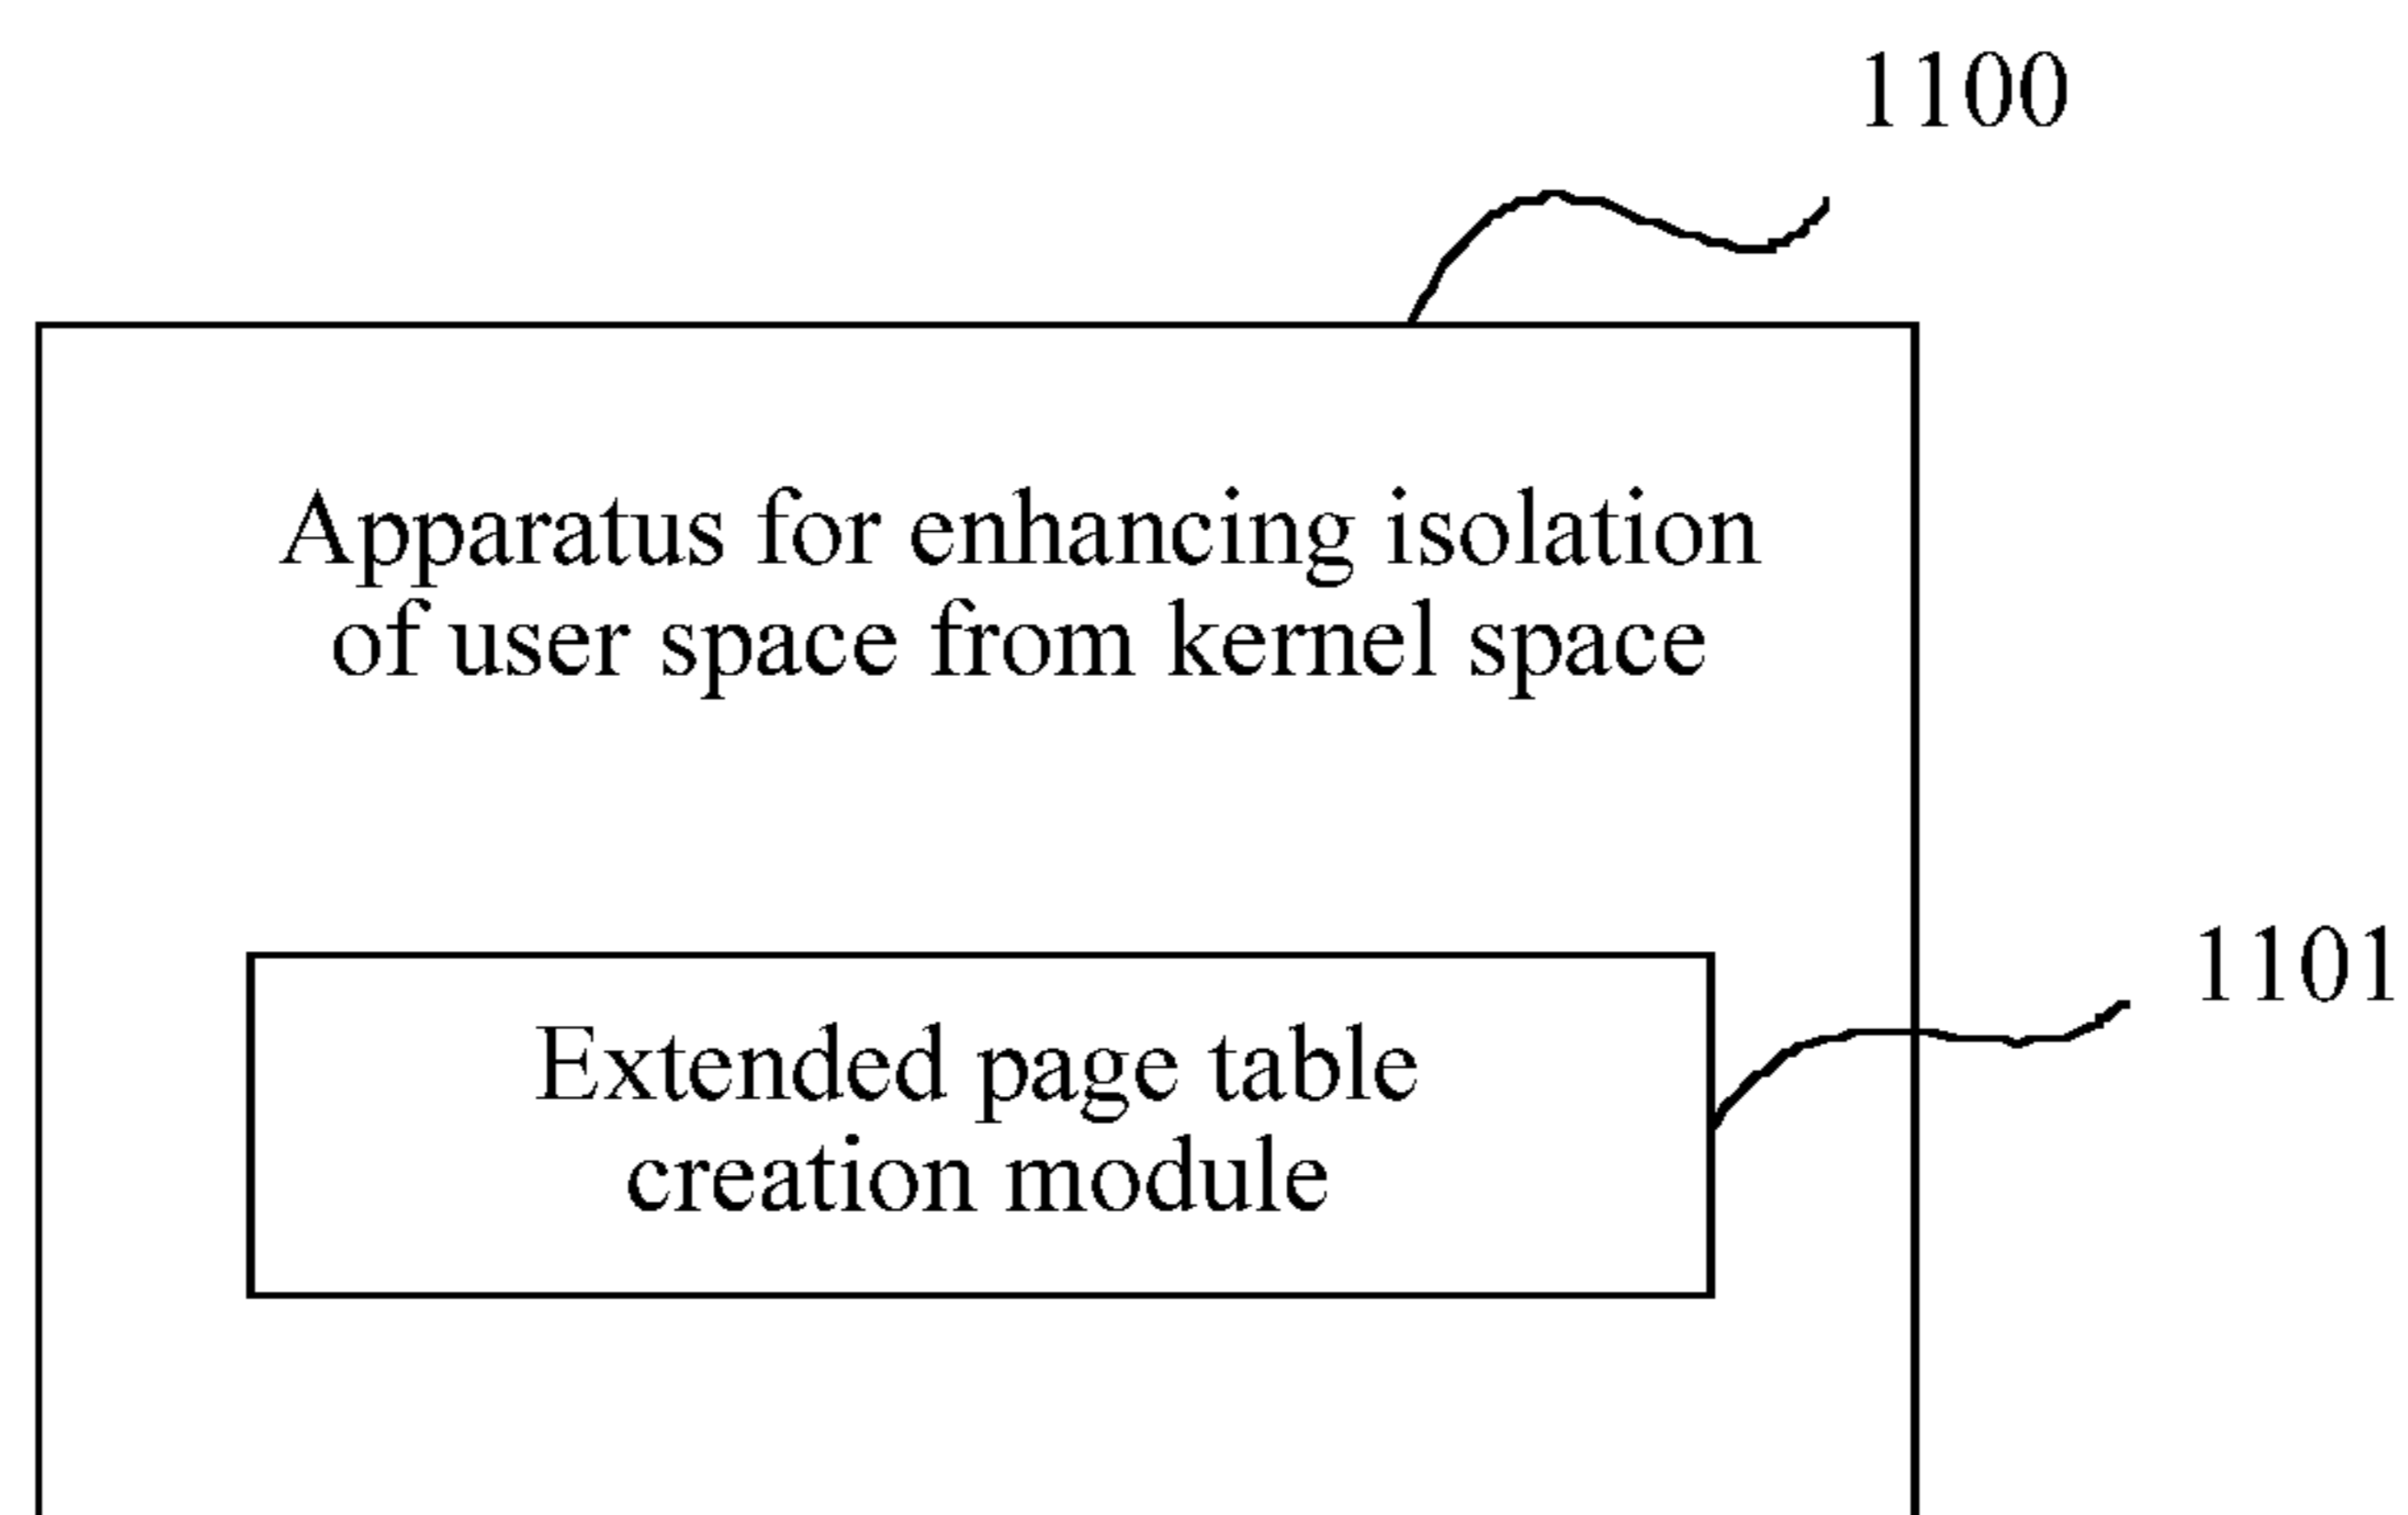 1100
Apparatus for enhancing isolation
of user space from kernel space
1101
Extended page table
creation module